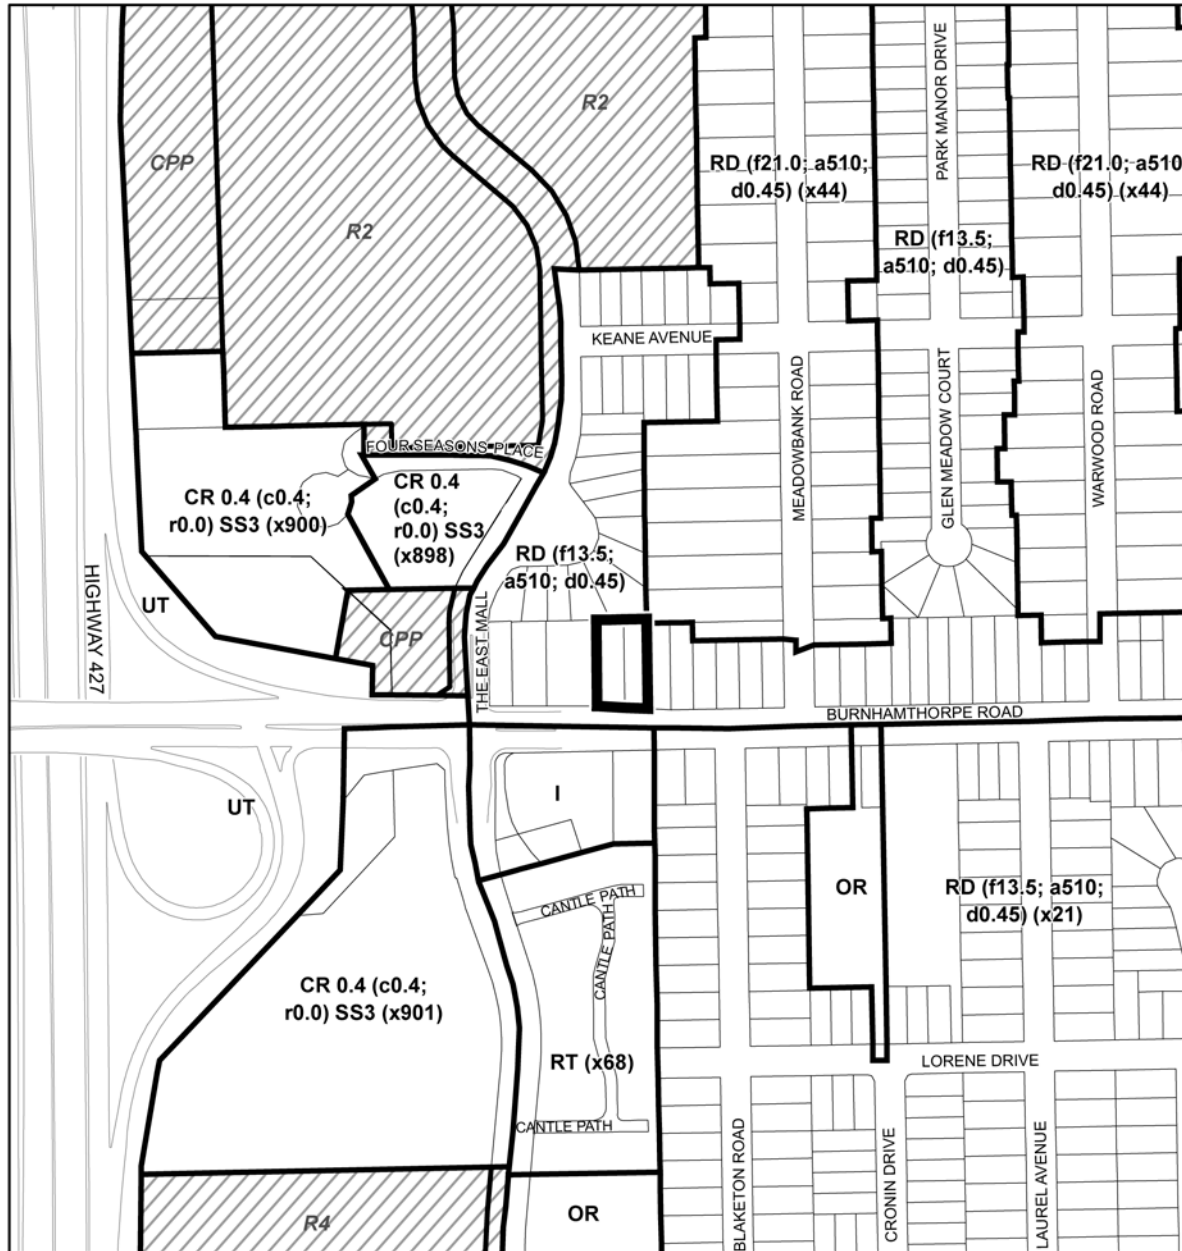 PARK MANOR DRIVE
R2
CPP
RD (f21.0; a510;
d0.45) (x44)
RD (f21.0; a510
d0.45) (x44)
R2
RD (f13.5;
a510; d0.45)
KEANE AVENUE
MEADOWBANK ROAD
GLEN MEADOW COURT
WARWOOD ROAD
FOUR SEASONS PLACE
CR 0.4 (c0.4;
r0.0) SS3 (x900)
CR 0.4
(c0.4;
r0.0) SS3
(x898)
RD (f13.5;
a510; d0.45)
HIGHWAY 427
UT
CPP
THE EAST MALL
BURNHAMTHORPE ROAD
UT
I
OR
RD (f13.5; a510;
d0.45) (x21)
CANTLE PATH
CANTLE PATH
CR 0.4 (c0.4;
r0.0) SS3 (x901)
RT (x68)
LORENE DRIVE
CANTLE PATH
BLAKETON ROAD
CRONIN DRIVE
LAUREL AVENUE
R4
OR